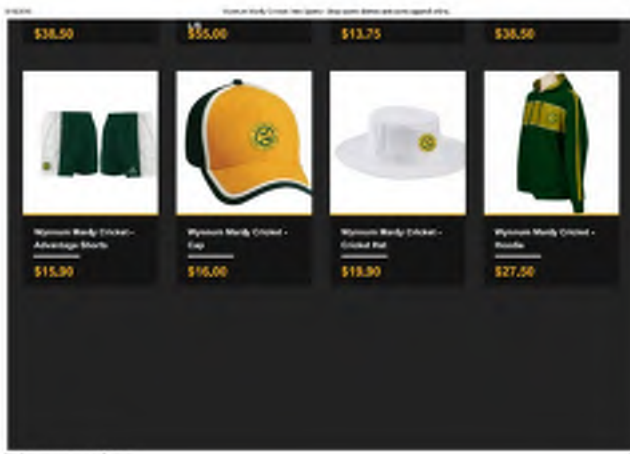 $38.50
$55.00
$13.75
$38.50
Wynnum Manly Cricket -
Advantage Shorts
$15.90
Wynnum Manly Cricket -
Cap
$16.00
Wynnum Manly Cricket -
Cricket Hat
$19.90
Wynnum Manly Cricket -
Hoodie
$27.50